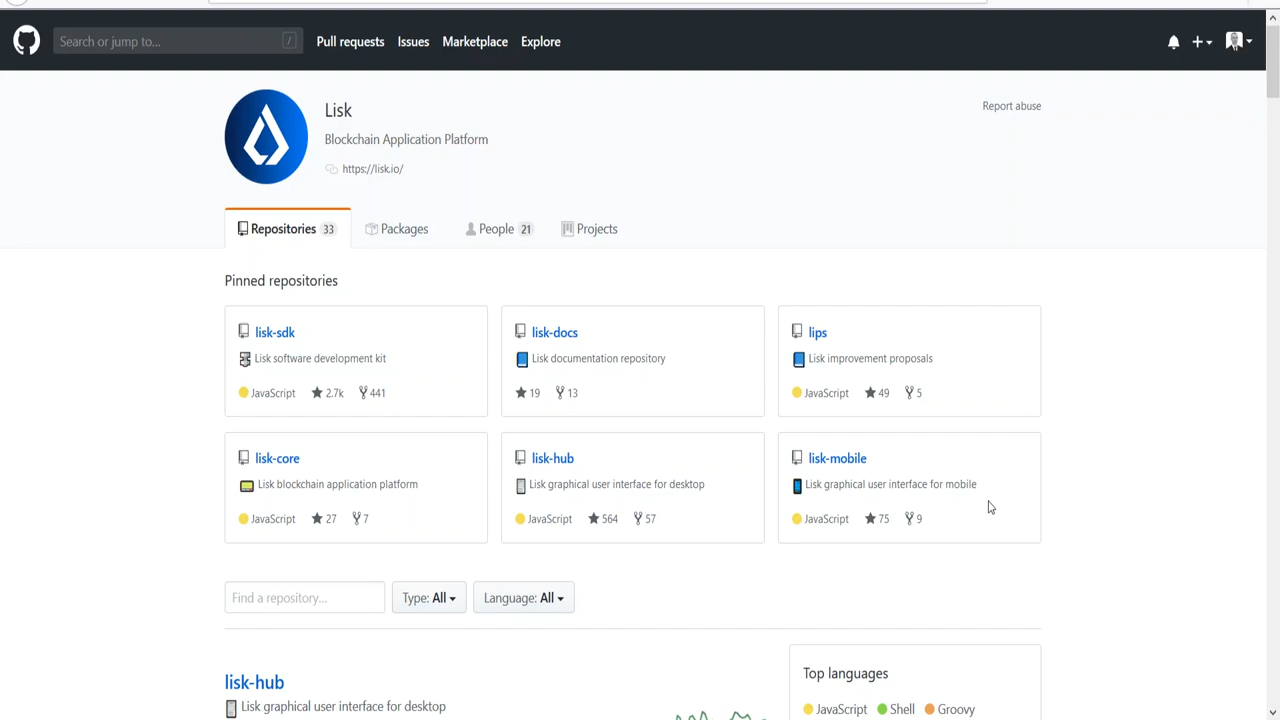 Search or jump to... /
Pull requests Issues Marketplace Explore
Lisk
Report abuse
Blockchain Application Platform
https://lisk.io/
Repositories 33 Packages People 21 Projects
Pinned repositories
lisk-sdk
Lisk software development kit
JavaScript 2.7k 441
lisk-docs
Lisk documentation repository
19 13
lips
Lisk improvement proposals
JavaScript 49 5
lisk-core
Lisk blockchain application platform
JavaScript 27 7
lisk-hub
Lisk graphical user interface for desktop
JavaScript 564 57
lisk-mobile
Lisk graphical user interface for mobile
JavaScript 75 9
Find a repository... Type: All Language: All
lisk-hub
Lisk graphical user interface for desktop
Top languages
JavaScript Shell Groovy